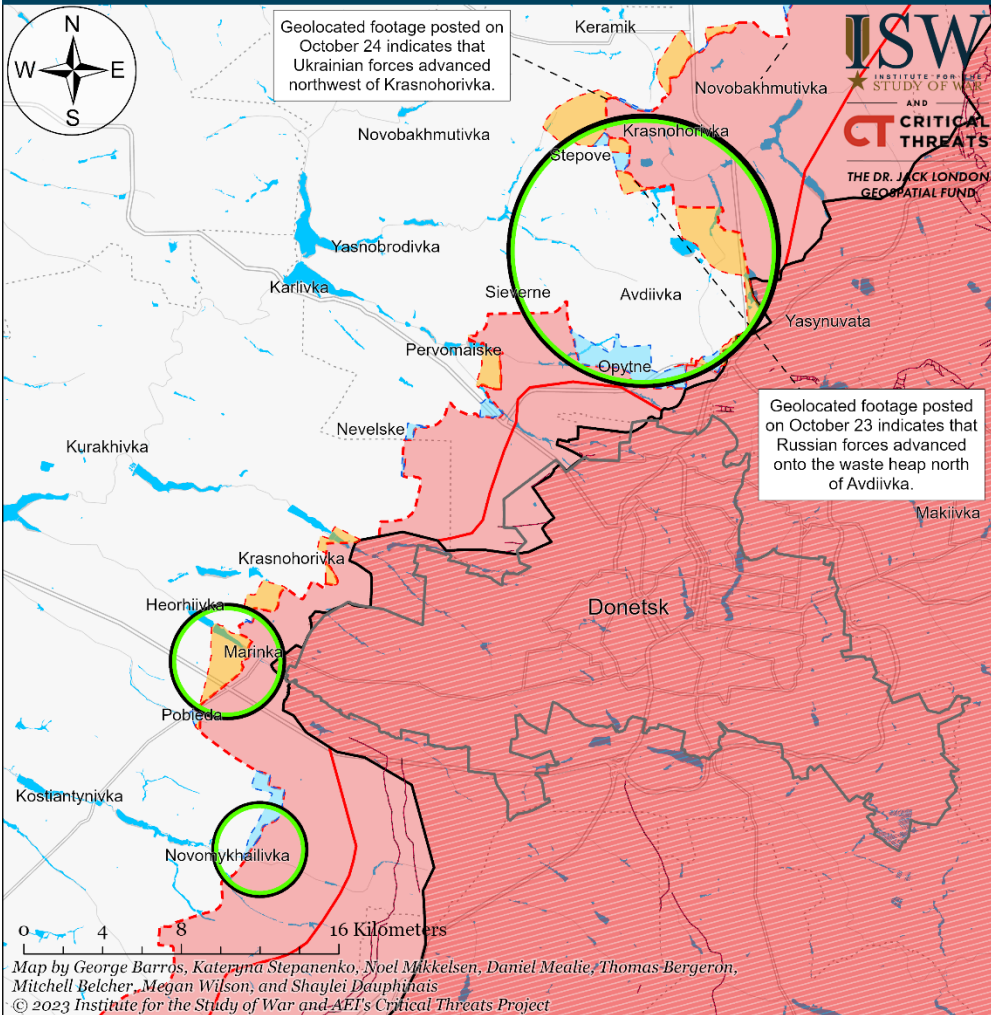 N
W
E
S
Geolocated footage posted on
October 24 indicates that
Ukrainian forces advanced
northwest of Krasnohorivka.
Keramik
ISW
INSTITUTE FOR THE
STUDY OF WAR
AND
CT CRITICAL
THREATS
THE DR. JACK LONDON
GEOSPATIAL FUND
Novobakhmutivka
Novobakhmutivka
Krasnohorivka
Stepove
Yasnobrodivka
Karlivka
Sieverne
Avdiivka
Yasynuvata
Pervomaiske
Opytne
Geolocated footage posted
on October 23 indicates that
Russian forces advanced
onto the waste heap north
of Avdiivka.
Nevelske
Kurakhivka
Makiivka
Krasnohorivka
Heorhiivka
Donetsk
Marinka
Pobieda
Kostiantynivka
Novomykhailivka
0 4 8 16 Kilometers
Map by George Barros, Kateryna Stepanenko, Noel Mikkelsen, Daniel Mealie, Thomas Bergeron,
Mitchell Belcher, Megan Wilson, and Shaylei Dauphinais
© 2023 Institute for the Study of War and AEI's Critical Threats Project